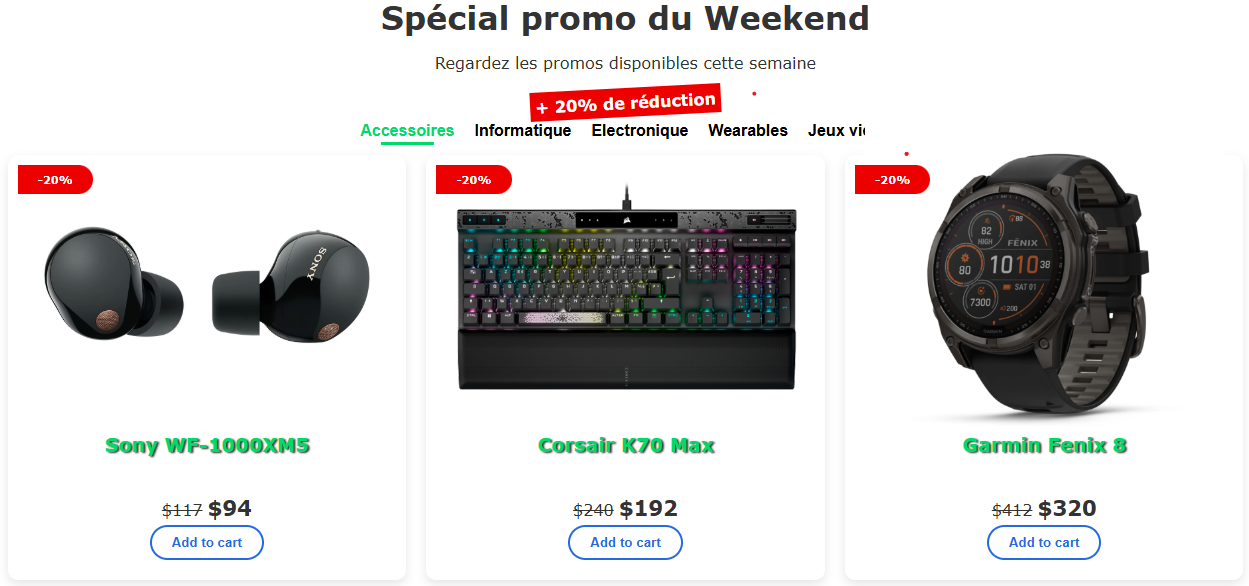 Spécial promo du Weekend
Regardez les promos disponibles cette semaine
+ 20% de réduction
Accessoires Informatique Electronique Wearables Jeux vi
-20% -20% -20%
SONY
82
HIGH
88
FĒNIX
80
10 10 38
SAT 01
7300
200
Sony WF-1000XM5 Corsair K70 Max Garmin Fenix 8
$117 $94 $240 $192 $412 $320
Add to cart Add to cart Add to cart